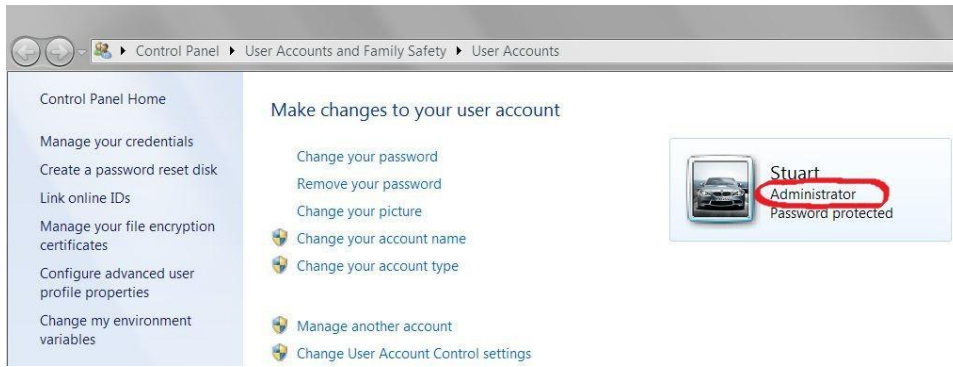 Control Panel ▸ User Accounts and Family Safety ▸ User Accounts
Control Panel Home
Manage your credentials
Create a password reset disk
Link online IDs
Manage your file encryption
certificates
Configure advanced user
profile properties
Change my environment
variables
Make changes to your user account
Change your password
Remove your password
Change your picture
Change your account name
Change your account type
Manage another account
Change User Account Control settings
Stuart
Administrator
Password protected